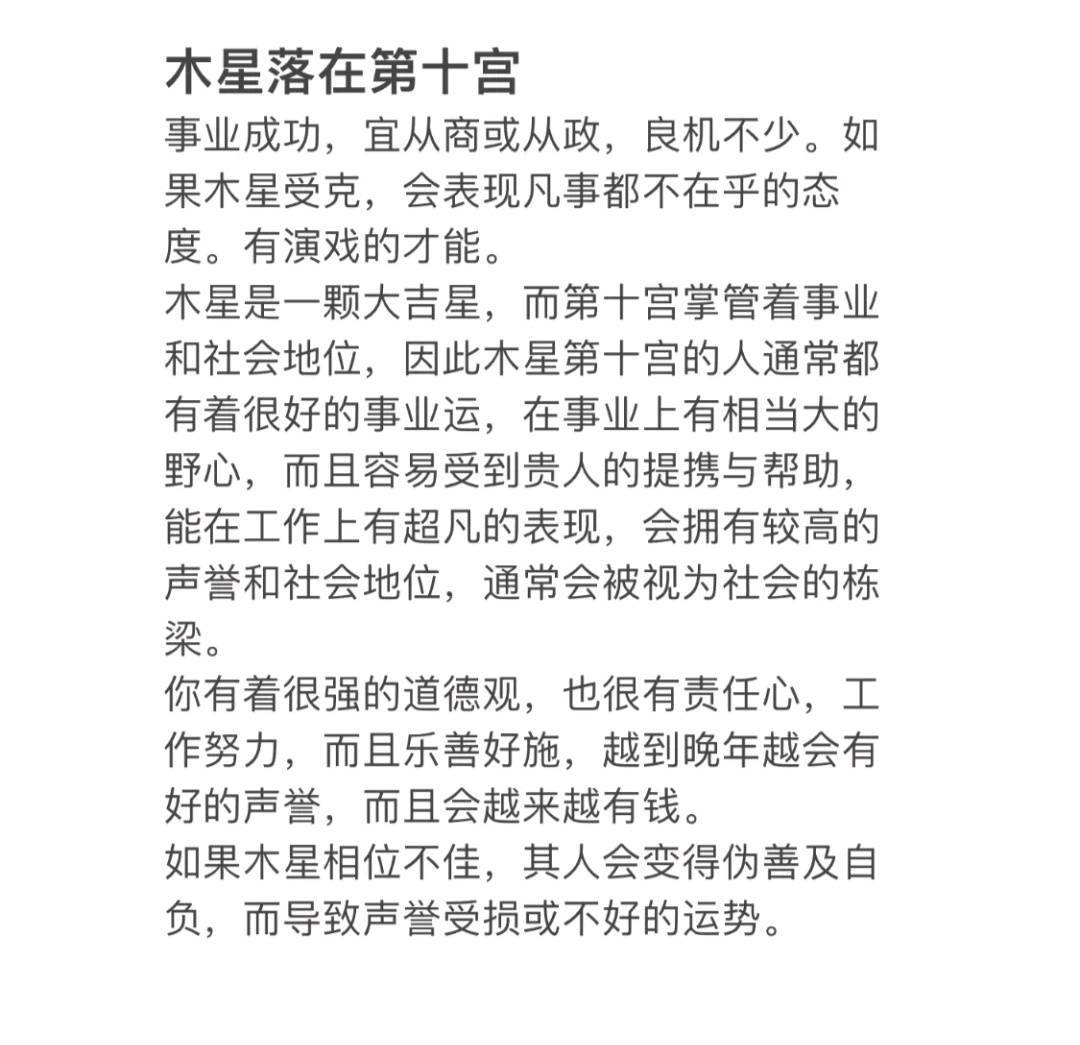 木星落在第十宫
事业成功，宜从商或从政，良机不少。如
果木星受克，会表现凡事都不在乎的态
度。有演戏的才能。
木星是一颗大吉星，而第十宫掌管着事业
和社会地位，因此木星第十宫的人通常都
有着很好的事业运，在事业上有相当大的
野心，而且容易受到贵人的提携与帮助，
能在工作上有超凡的表现，会拥有较高的
声誉和社会地位，通常会被视为社会的栋
梁。
你有着很强的道德观，也很有责任心，工
作努力，而且乐善好施，越到晚年越会有
好的声誉，而且会越来越有钱。
如果木星相位不佳，其人会变得伪善及自
负，而导致声誉受损或不好的运势。